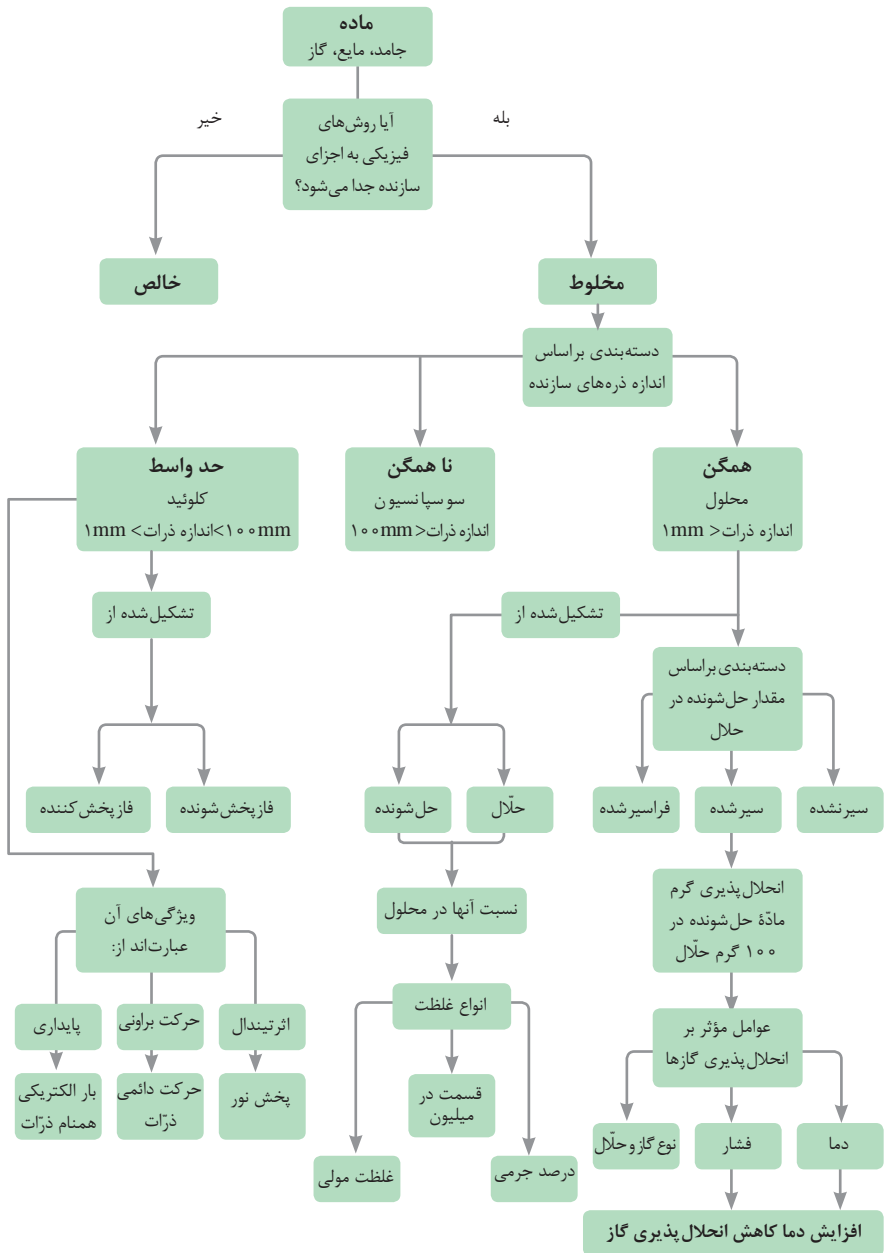 ماده
جامد، مایع، گاز
بله
خیر
آیا روش‌های
فیزیکی به اجزای
سازنده جدا می‌شود؟
مخلوط
خالص
دسته‌بندی براساس
اندازه ذره‌های سازنده
همگن
محلول
اندازه ذرات> ۱mm
نا همگن
سوسپانسیون
اندازه ذرات<۱۰۰mm
حد واسط
کلوئید
۱۰۰mm>اندازه ذرات> ۱mm
تشکیل‌شده از
تشکیل‌شده از
دسته‌بندی براساس
مقدار حل‌شونده در
حلال
سیرنشده
سیرشده
فراسیرشده
حلّال
حل‌شونده
فازپخش‌شونده
فازپخش‌کننده
انحلال‌پذیری گرم
مادّهٔ حل‌شونده در
۱۰۰ گرم حلّال
نسبت آنها در محلول
ویژگی‌های آن
عبارت‌اند از:
انواع غلظت
عوامل مؤثر بر
انحلال‌پذیری گازها
اثرتیندال
حرکت براونی
پایداری
پخش نور
حرکت دائمی
ذرّات
بار الکتریکی
همنام ذرّات
قسمت در
میلیون
درصد جرمی
غلظت مولی
دما
فشار
نوع گازوحلّال
افزایش دما کاهش انحلال‌پذیری گاز